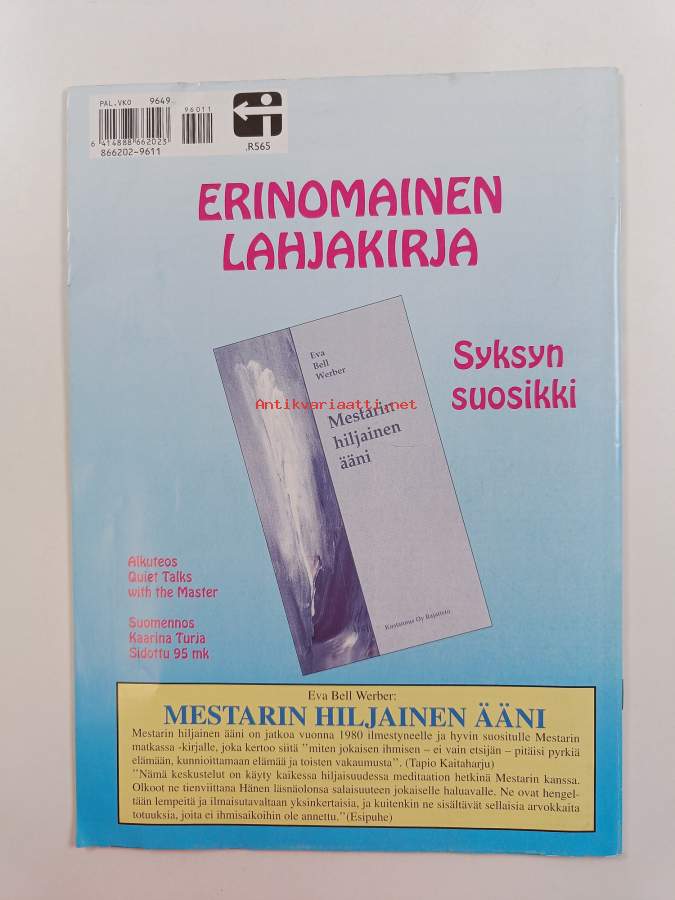 PAL.VKO 9649
96011
6 414888 662023
866202-9611
.R565
ERINOMAINEN
LAHJAKIRJA
Syksyn
suosikki
Eva
Bell
Werber
Antikvariaatti.net
Mestarin
hiljainen
ääni
Kustannus Oy Rajatieto
Alkuteos
Quiet Talks
with the Master
Suomennos
Kaarina Turja
Sidottu 95 mk
Eva Bell Werber:
MESTARIN HILJAINEN ÄÄNI
Mestarin hiljainen ääni on jatkoa vuonna 1980 ilmestyneelle ja hyvin suositulle Mestarin
matkassa -kirjalle, joka kertoo siitä ''miten jokaisen ihmisen – ei vain etsijän – pitäisi pyrkiä
elämään, kunnioittamaan elämää ja toisten vakaumusta''. (Tapio Kaitaharju)
''Nämä keskustelut on käyty kaikessa hiljaisuudessa meditaation hetkinä Mestarin kanssa.
Olkoot ne tienviittana Hänen läsnäolonsa salaisuuteen jokaiselle haluavalle. Ne ovat hengel-
tään lempeitä ja ilmaisutavaltaan yksinkertaisia, ja kuitenkin ne sisältävät sellaisia arvokkaita
totuuksia, joita ei ihmisaikoihin ole annettu.''(Esipuhe)